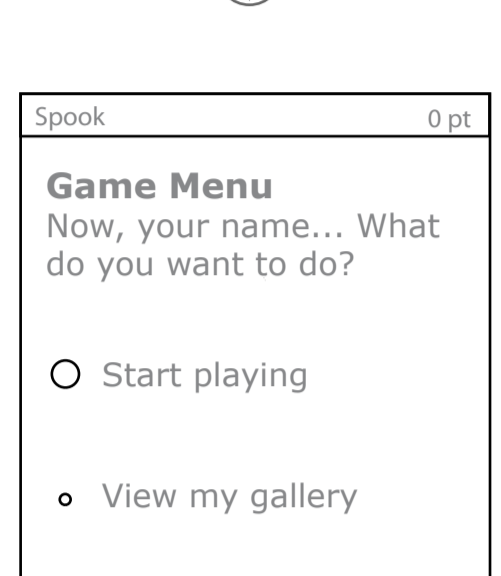 Spook 0 pt
Game Menu
Now, your name... What
do you want to do?
Start playing
View my gallery